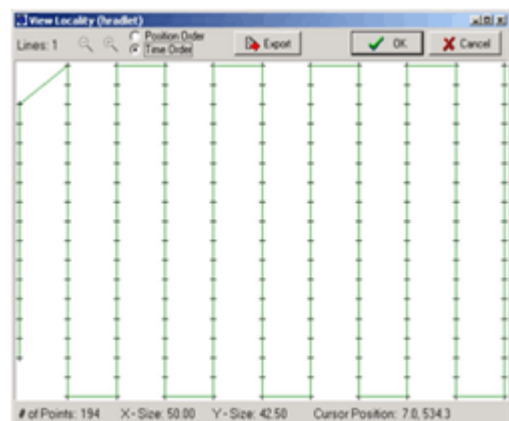 View Locality (hradlet)
Lines: 1
Position Order
Time Order
Export
OK
Cancel
# of Points: 194 X - Size: 50.00 Y - Size: 42.50 Cursor Position: 7.0, 534.3